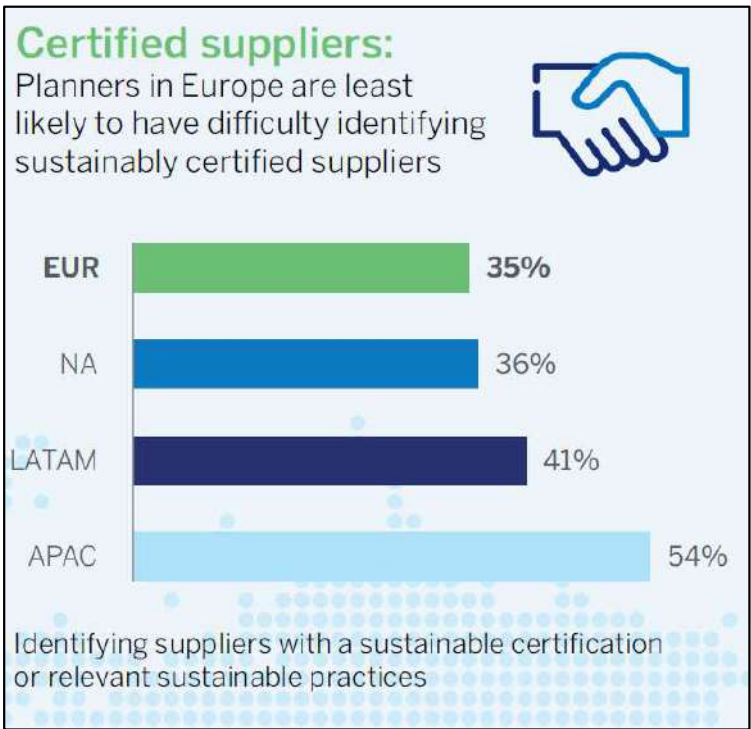 Certified suppliers:
Planners in Europe are least
likely to have difficulty identifying
sustainably certified suppliers
EUR 35%
NA 36%
LATAM 41%
APAC 54%
Identifying suppliers with a sustainable certification
or relevant sustainable practices